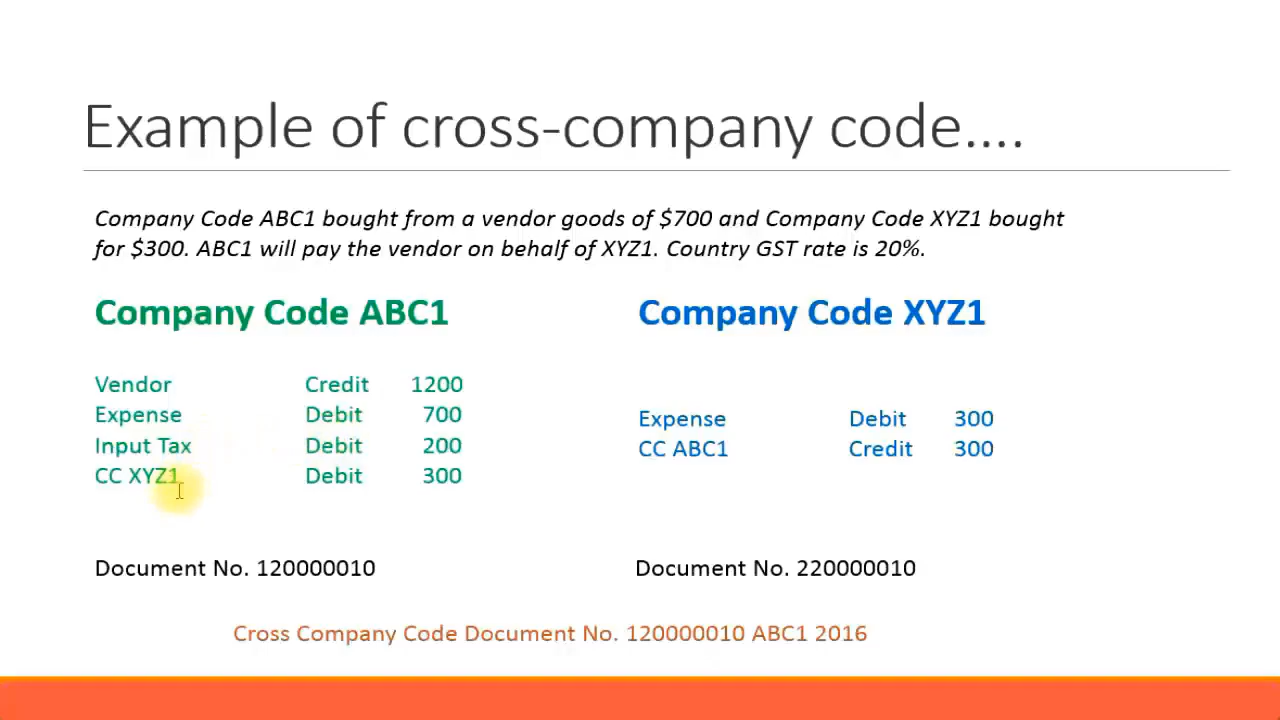 Example of cross-company code....
Company Code ABC1 bought from a vendor goods of $700 and Company Code XYZ1 bought
for $300. ABC1 will pay the vendor on behalf of XYZ1. Country GST rate is 20%.
Company Code ABC1
Vendor Credit 1200
Expense Debit 700
Input Tax Debit 200
CC XYZ1 Debit 300
Document No. 120000010
Company Code XYZ1
Expense Debit 300
CC ABC1 Credit 300
Document No. 220000010
Cross Company Code Document No. 120000010 ABC1 2016